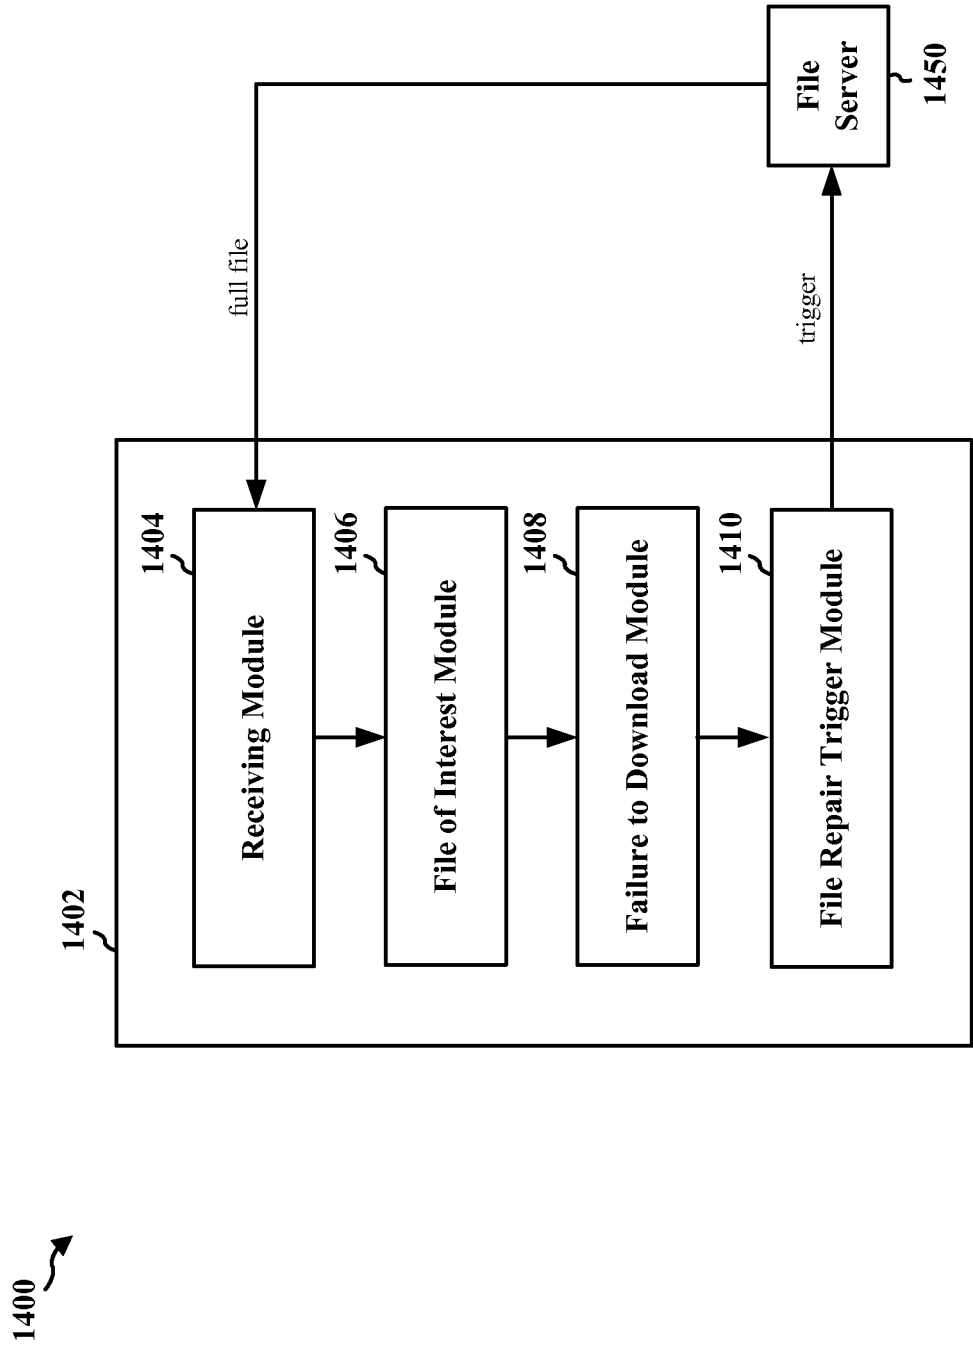 1400
1402
1404
Receiving Module
1406
File of Interest Module
1408
Failure to Download Module
1410
File Repair Trigger Module
full file
trigger
File
Server
1450